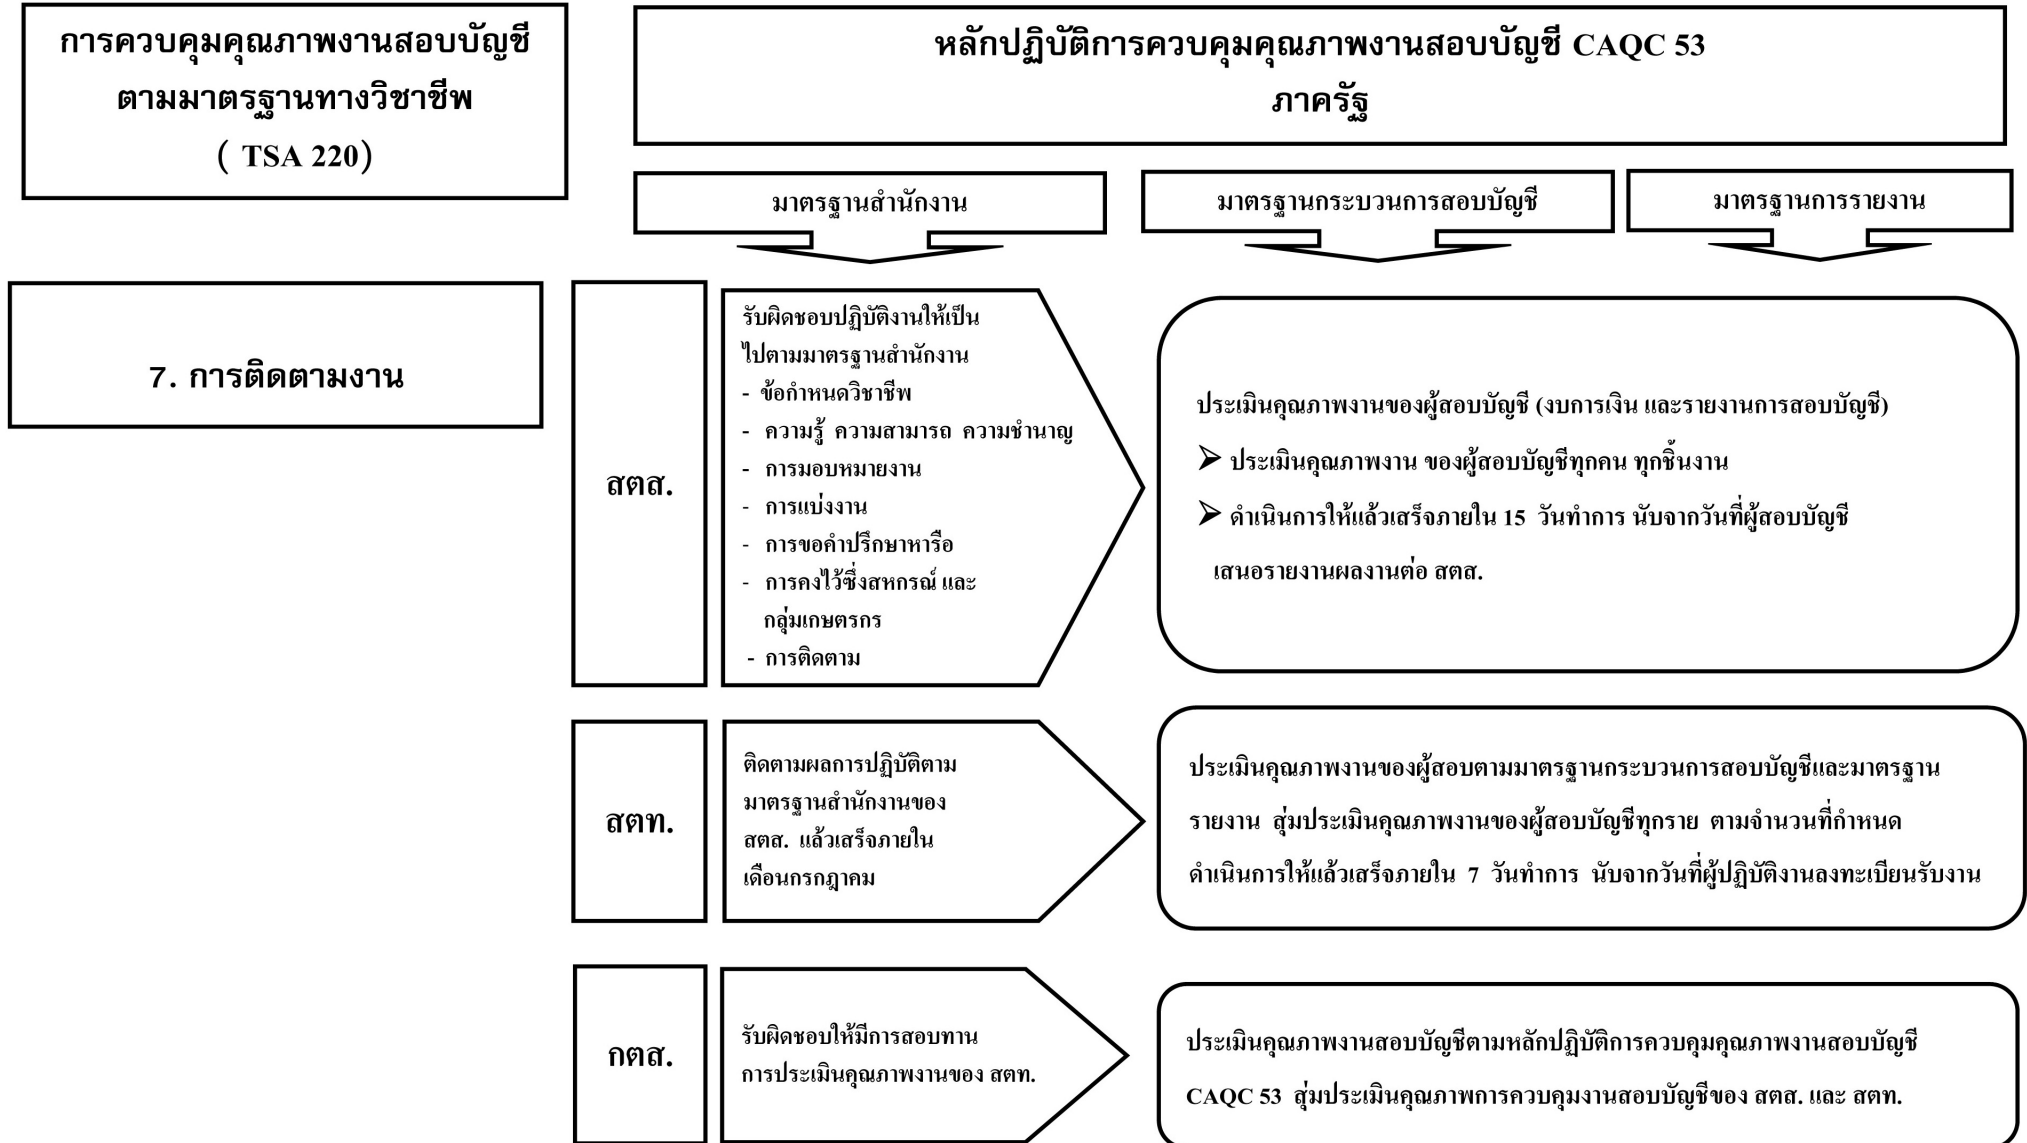 การควบคุมคุณภาพงานสอบบัญชี
ตามมาตรฐานทางวิชาชีพ
( TSA 220)
หลักปฏิบัติการควบคุมคุณภาพงานสอบบัญชี CAQC 53
ภาครัฐ
มาตรฐานสำนักงาน
มาตรฐานกระบวนการสอบบัญชี
มาตรฐานการรายงาน
7. การติดตามงาน
สตส.
รับผิดชอบปฏิบัติงานให้เป็น
ไปตามมาตรฐานสำนักงาน
- ข้อกำหนดวิชาชีพ
- ความรู้ ความสามารถ ความชำนาญ
- การมอบหมายงาน
- การแบ่งงาน
- การขอคำปรึกษาหารือ
- การคงไว้ซึ่งสหกรณ์ และ
กลุ่มเกษตรกร
- การติดตาม
ประเมินคุณภาพงานของผู้สอบบัญชี (งบการเงิน และรายงานการสอบบัญชี)
➢ ประเมินคุณภาพงาน ของผู้สอบบัญชีทุกคน ทุกชิ้นงาน
➢ ดำเนินการให้แล้วเสร็จภายใน 15 วันทำการ นับจากวันที่ผู้สอบบัญชี
เสนอรายงานผลงานต่อ สตส.
สตท.
ติดตามผลการปฏิบัติตาม
มาตรฐานสำนักงานของ
สตส. แล้วเสร็จภายใน
เดือนกรกฎาคม
ประเมินคุณภาพงานของผู้สอบตามมาตรฐานกระบวนการสอบบัญชีและมาตรฐาน
รายงาน สุ่มประเมินคุณภาพงานของผู้สอบบัญชีทุกราย ตามจำนวนที่กำหนด
ดำเนินการให้แล้วเสร็จภายใน 7 วันทำการ นับจากวันที่ผู้ปฏิบัติงานลงทะเบียนรับงาน
กตส.
รับผิดชอบให้มีการสอบทาน
การประเมินคุณภาพงานของ สตท.
ประเมินคุณภาพงานสอบบัญชีตามหลักปฏิบัติการควบคุมคุณภาพงานสอบบัญชี
CAQC 53 สุ่มประเมินคุณภาพการควบคุมงานสอบบัญชีของ สตส. และ สตท.